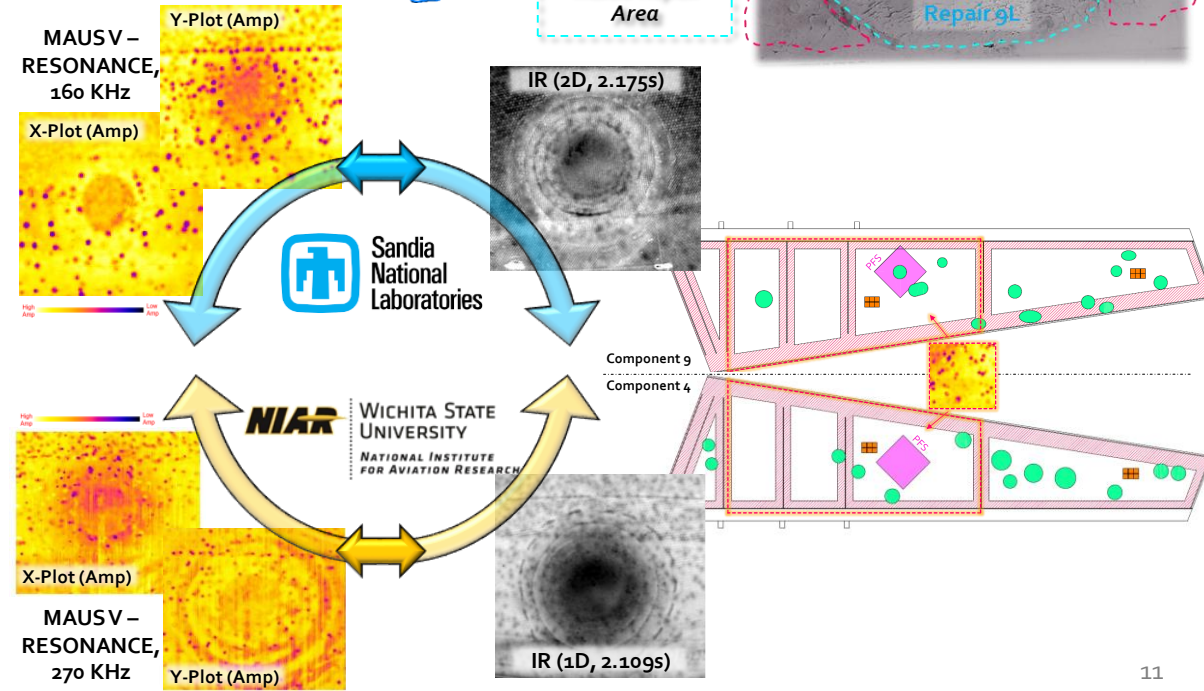 Area
Repair 9L
Y-Plot (Amp)
MAUS V –
RESONANCE,
160 KHz
X-Plot (Amp)
IR (2D, 2.175s)
High
Amp
Low
Amp
Sandia
National
Laboratories
PFS
Component 9
Component 4
High
Amp
Low
Amp
NIAR
WICHITA STATE
UNIVERSITY
NATIONAL INSTITUTE
FOR AVIATION RESEARCH
PFS
X-Plot (Amp)
MAUS V –
RESONANCE,
270 KHz
Y-Plot (Amp)
IR (1D, 2.109s)
11